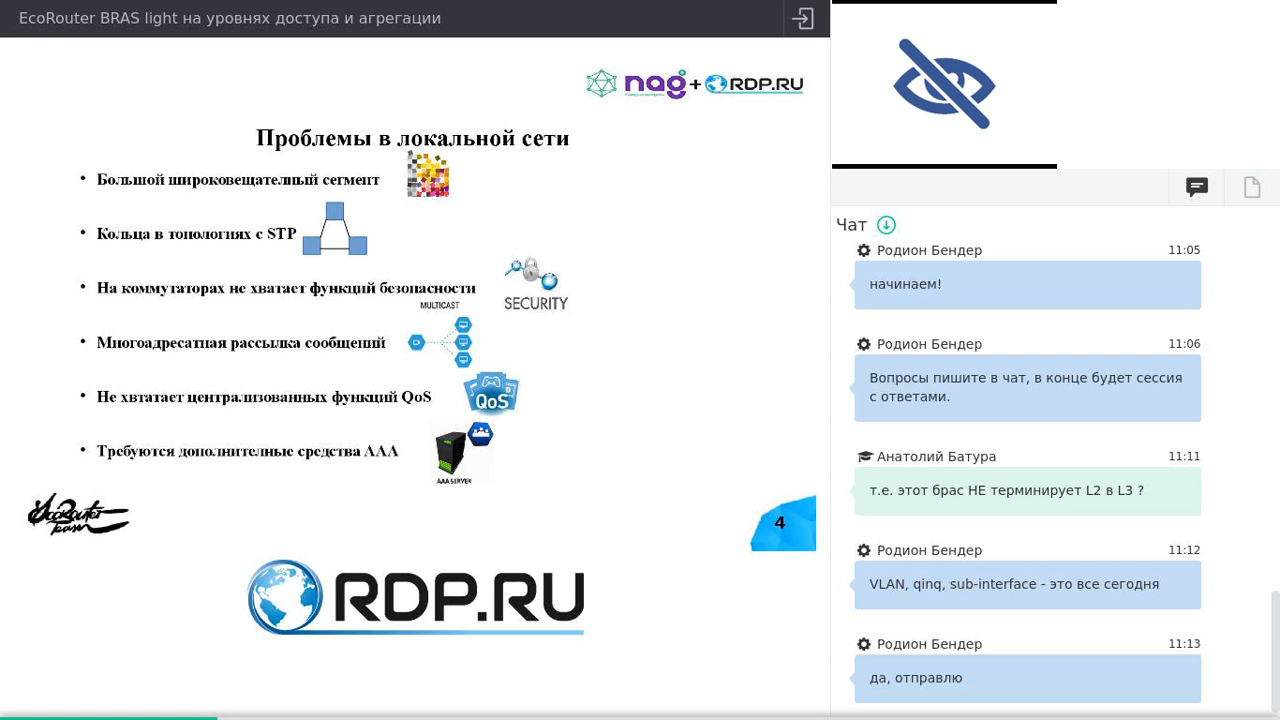 EcoRouter BRAS light на уровнях доступа и агрегации
nag + RDP.RU
Проблемы в локальной сети
• Большой широковещателный сегмент
• Кольца в топологиях с STP
• На коммутаторах не хватает функций безопасности
SECURITY
MULTICAST
• Многоадресатная рассылка сообщений
• Не хвтатает централизованных функций QoS
QoS
• Требуются дополнителные средства AAA
AAA SERVER
EcoRouter
Team
4
RDP.RU
Чат
Родион Бендер 11:05
начинаем!
Родион Бендер 11:06
Вопросы пишите в чат, в конце будет сессия
с ответами.
Анатолий Батура 11:11
т.е. этот брас НЕ терминирует L2 в L3 ?
Родион Бендер 11:12
VLAN, qinq, sub-interface - это все сегодня
Родион Бендер 11:13
да, отправлю